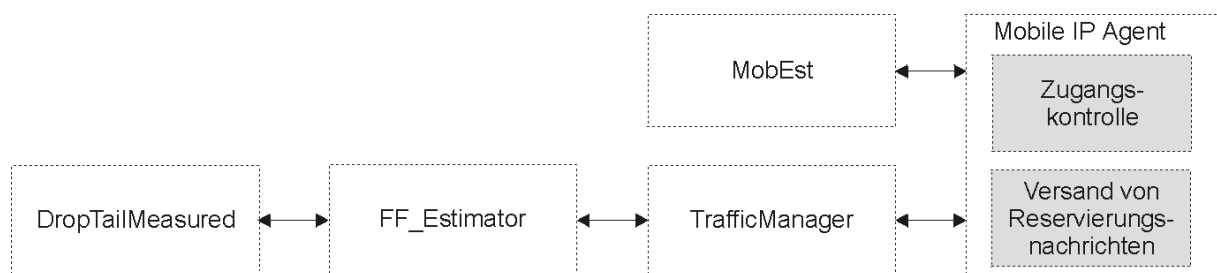 Mobile IP Agent
MobEst
Zugangs-
kontrolle
DropTailMeasured
FF_Estimator
TrafficManager
Versand von
Reservierungs-
nachrichten